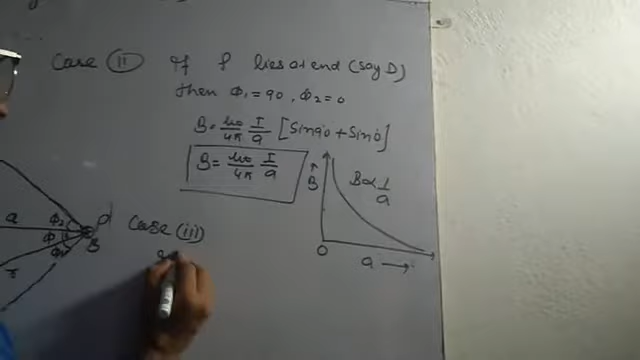 Case (ii) If P lies at end (say D)
then Φ₁ = 90, Φ₂ = 0
B = μ₀/4π I/a [Sin90 + Sin0]
B = μ₀/4π I/a
B
B ∝ 1/a
O
a →
a
Φ₂
P
B
Φ₁
r
Case (iii)